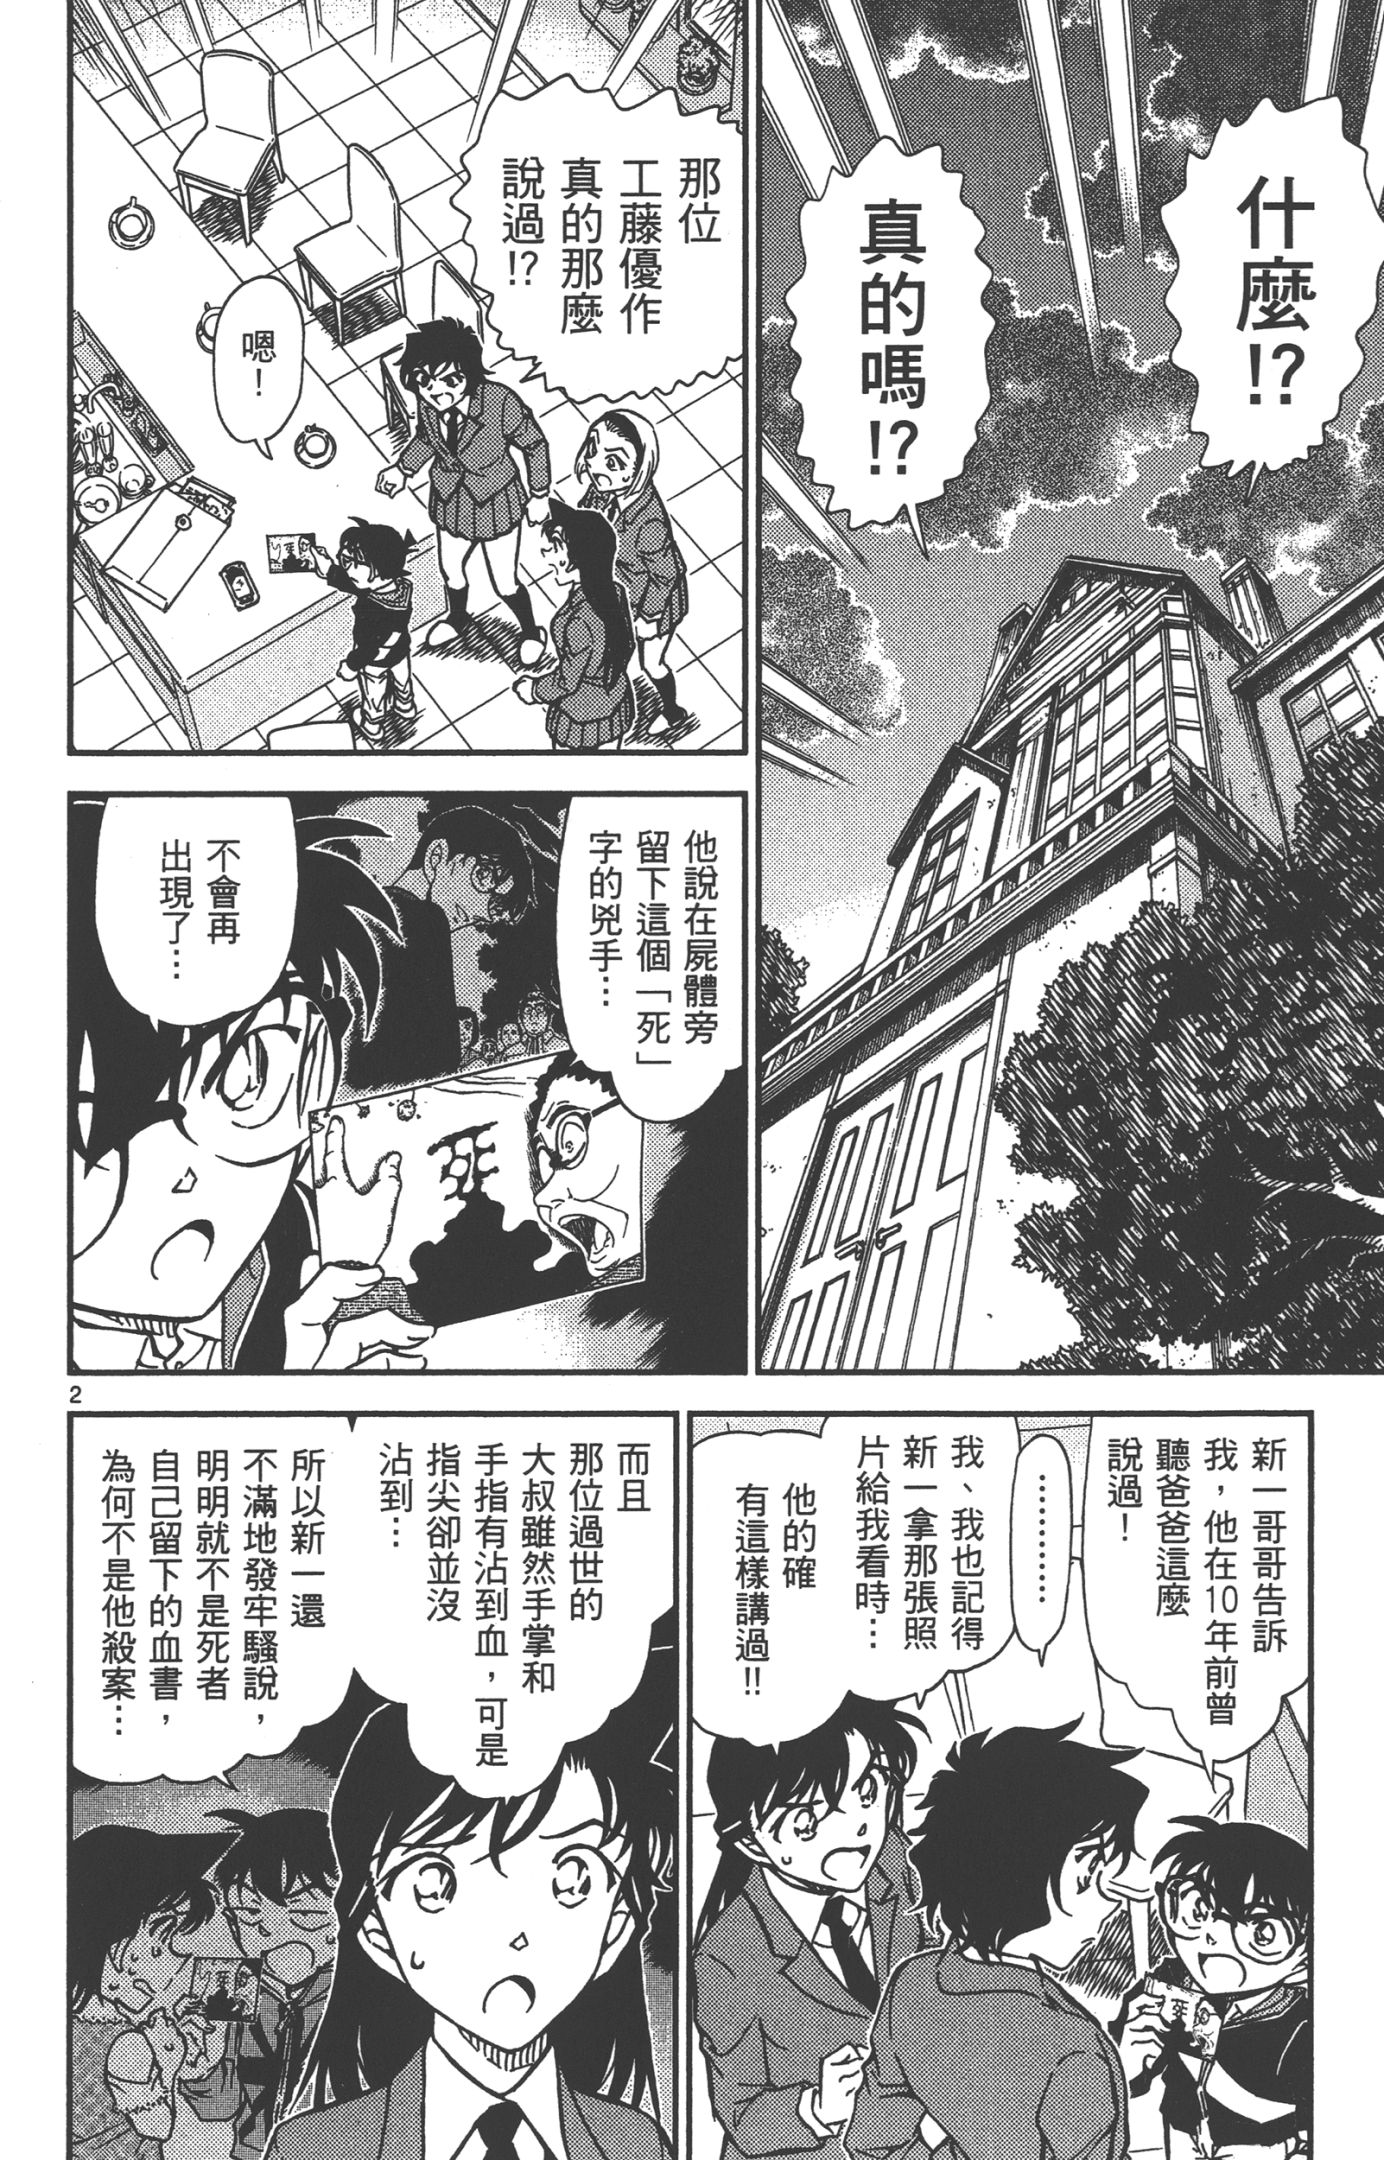 什麼!?
真的嗎!?
那位
工藤優作
真的那麼
說過!?
嗯！
他說在屍體旁
留下這個「死」
字的兇手…
死
不會再
出現了…
2
新一哥哥告訴
我，他在10年前曾
聽爸爸這麼
說過！
………
我、我也記得
新一拿那張照
片給我看時…
他的確
有這樣講過!!
而且
那位過世的
大叔雖然手掌和
手指有沾到血，可是
指尖卻並沒
沾到…
所以新一還
不滿地發牢騷說，
明明就不是死者
自己留下的血書，
為何不是他殺案…